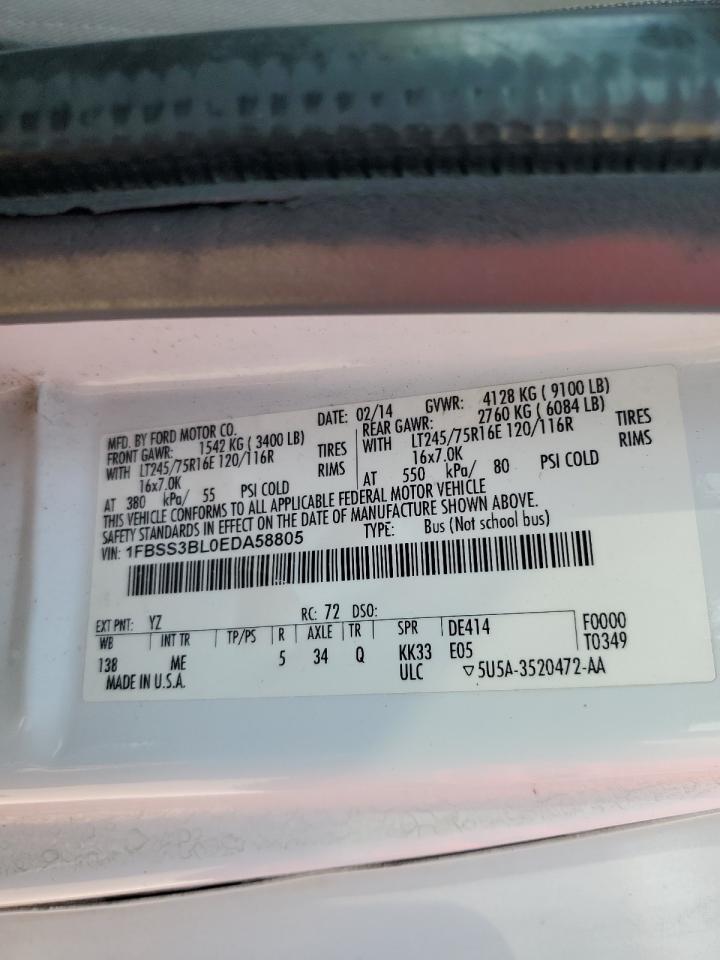 MFD. BY FORD MOTOR CO.
DATE: 02/14 GVWR: 4128 KG ( 9100 LB)
FRONT GAWR: 1542 KG ( 3400 LB)
REAR GAWR: 2760 KG ( 6084 LB)
WITH LT245/75R16E 120/116R TIRES
WITH LT245/75R16E 120/116R TIRES
16x7.0K RIMS
16x7.0K RIMS
AT 380 kPa/ 55 PSI COLD
AT 550 kPa/ 80 PSI COLD
THIS VEHICLE CONFORMS TO ALL APPLICABLE FEDERAL MOTOR VEHICLE
SAFETY STANDARDS IN EFFECT ON THE DATE OF MANUFACTURE SHOWN ABOVE.
VIN: 1FBSS3BL0EDA58805 TYPE: Bus (Not school bus)
EXT PNT: YZ RC: 72 DSO: F0000
WB INT TR TP/PS R AXLE TR SPR DE414 T0349
138 ME 5 34 Q KK33 E05
MADE IN U.S.A. ULC ▽5U5A-3520472-AA